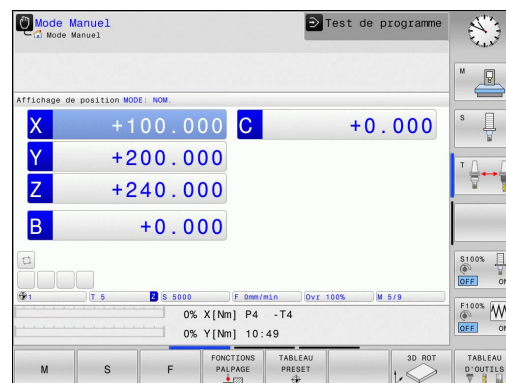 Mode Manuel
Mode Manuel
Test de programme
Affichage de position MODE: NOM.
X +100.000 C +0.000
Y +200.000
Z +240.000
B +0.000
1 T 5 Z S 5000 F 0mm/min Ovr 100% M 5/9
0% X[Nm] P4 -T4
0% Y[Nm] 10:49
M
S
F
FONCTIONS
PALPAGE
TABLEAU
PRESET
3D ROT
TABLEAU
D'OUTILS
M
S
T
S100%
OFF ON
F100%
OFF ON